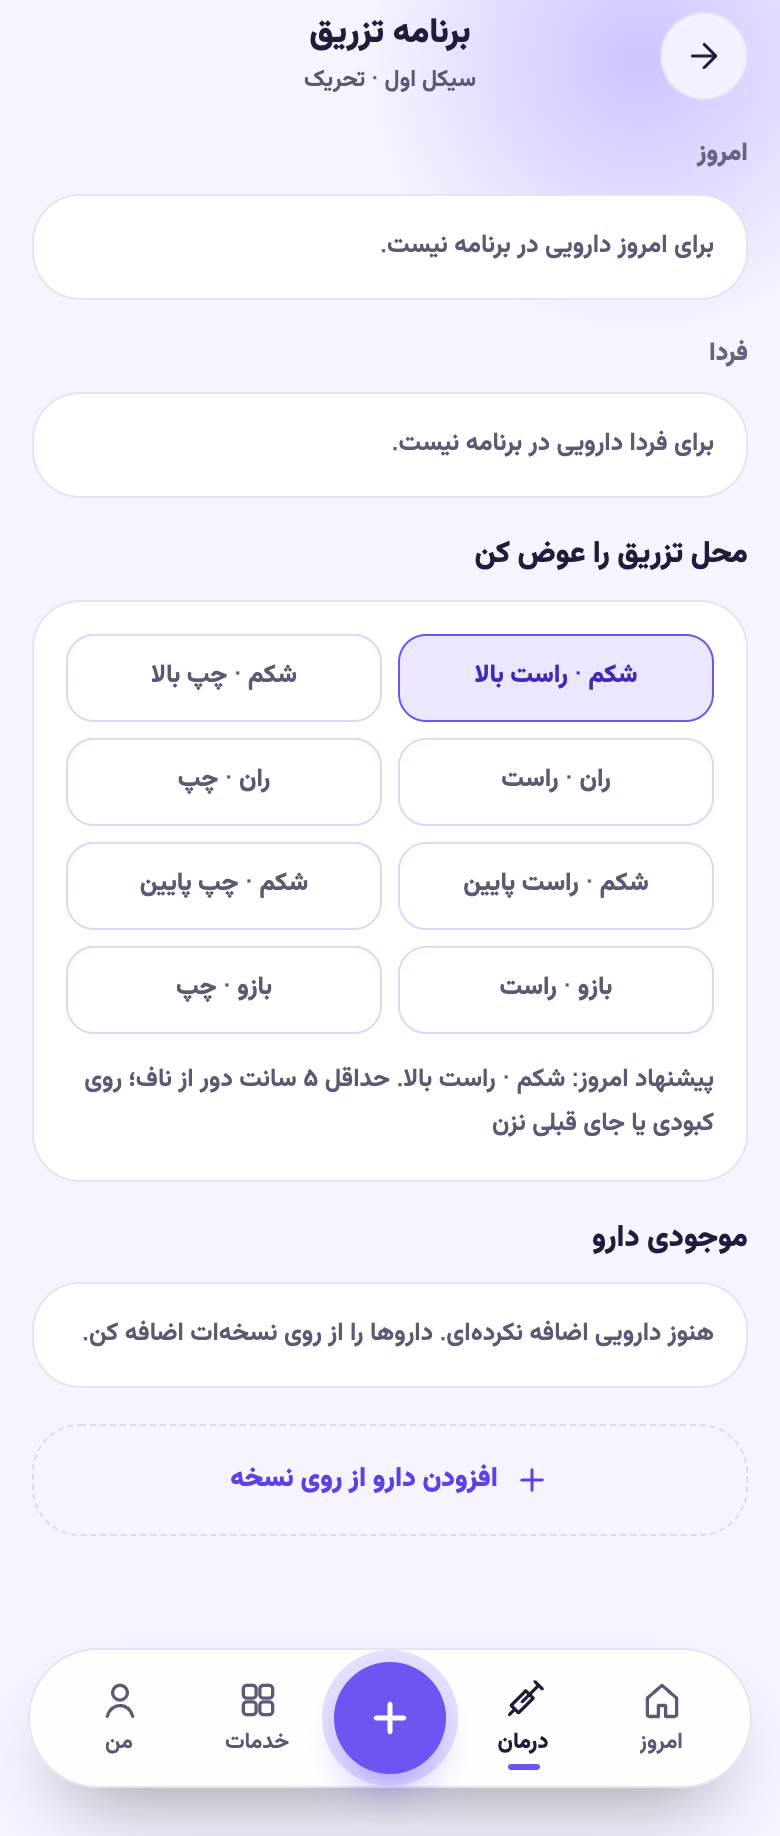 برنامه تزریق
سیکل اول · تحریک
امروز
برای امروز دارویی در برنامه نیست.
فردا
برای فردا دارویی در برنامه نیست.
محل تزریق را عوض کن
شکم · راست بالا
شکم · چپ بالا
ران · راست
ران · چپ
شکم · راست پایین
شکم · چپ پایین
بازو · راست
بازو · چپ
پیشنهاد امروز: شکم · راست بالا. حداقل ۵ سانت دور از ناف؛ روی
کبودی یا جای قبلی نزن
موجودی دارو
هنوز دارویی اضافه نکرده‌ای. داروها را از روی نسخه‌ات اضافه کن.
افزودن دارو از روی نسخه
امروز
درمان
خدمات
من